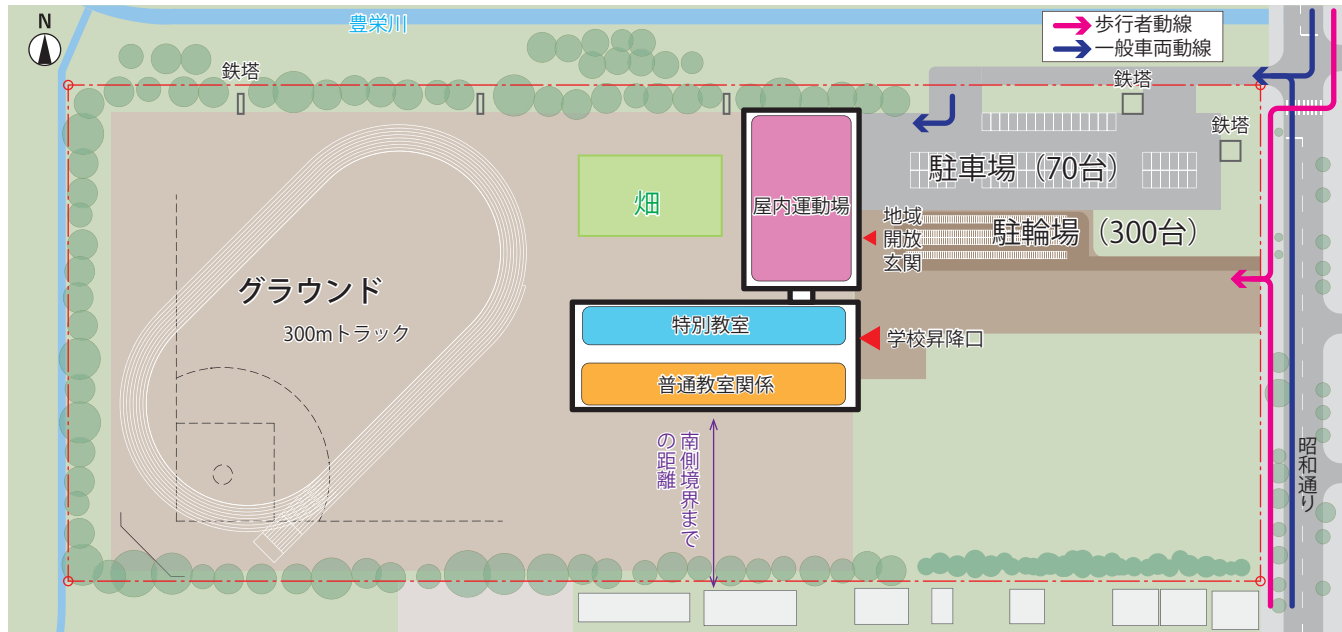 N
豊栄川
歩行者動線
一般車両動線
鉄塔
鉄塔
鉄塔
駐車場（70台）
畑
屋内運動場
地域
開放
玄関
駐輪場（300台）
グラウンド
300mトラック
特別教室
学校昇降口
普通教室関係
南側境界まで
の距離
昭和通り